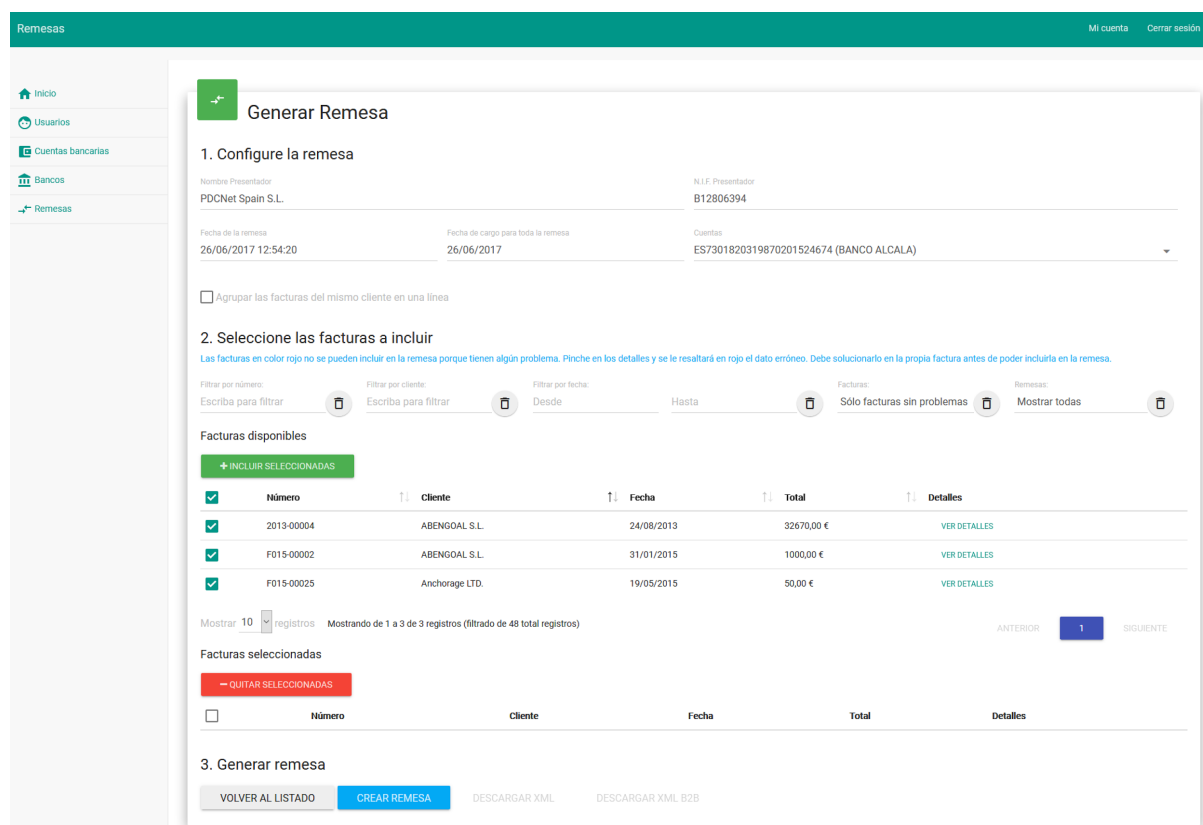 Remesas Mi cuenta Cerrar sesión
Inicio
Usuarios
Cuentas bancarias
Bancos
Remesas
Generar Remesa
1. Configure la remesa
Nombre Presentador N.I.F. Presentador
PDCNet Spain S.L. B12806394
Fecha de la remesa Fecha de cargo para toda la remesa Cuentas
26/06/2017 12:54:20 26/06/2017 ES7301820319870201524674 (BANCO ALCALA)
Agrupar las facturas del mismo cliente en una línea
2. Seleccione las facturas a incluir
Las facturas en color rojo no se pueden incluir en la remesa porque tienen algún problema. Pinche en los detalles y se le resaltará en rojo el dato erróneo. Debe solucionarlo en la propia factura antes de poder incluirla en la remesa.
Filtrar por número: Filtrar por cliente: Filtrar por fecha: Facturas: Remesas:
Escriba para filtrar Escriba para filtrar Desde Hasta Sólo facturas sin problemas Mostrar todas
Facturas disponibles
+ INCLUIR SELECCIONADAS
Número Cliente Fecha Total Detalles
2013-00004 ABENGOAL S.L. 24/08/2013 32670,00 € VER DETALLES
F015-00002 ABENGOAL S.L. 31/01/2015 1000,00 € VER DETALLES
F015-00025 Anchorage LTD. 19/05/2015 50,00 € VER DETALLES
Mostrar 10 registros Mostrando de 1 a 3 de 3 registros (filtrado de 48 total registros) ANTERIOR 1 SIGUIENTE
Facturas seleccionadas
− QUITAR SELECCIONADAS
Número Cliente Fecha Total Detalles
3. Generar remesa
VOLVER AL LISTADO CREAR REMESA DESCARGAR XML DESCARGAR XML B2B